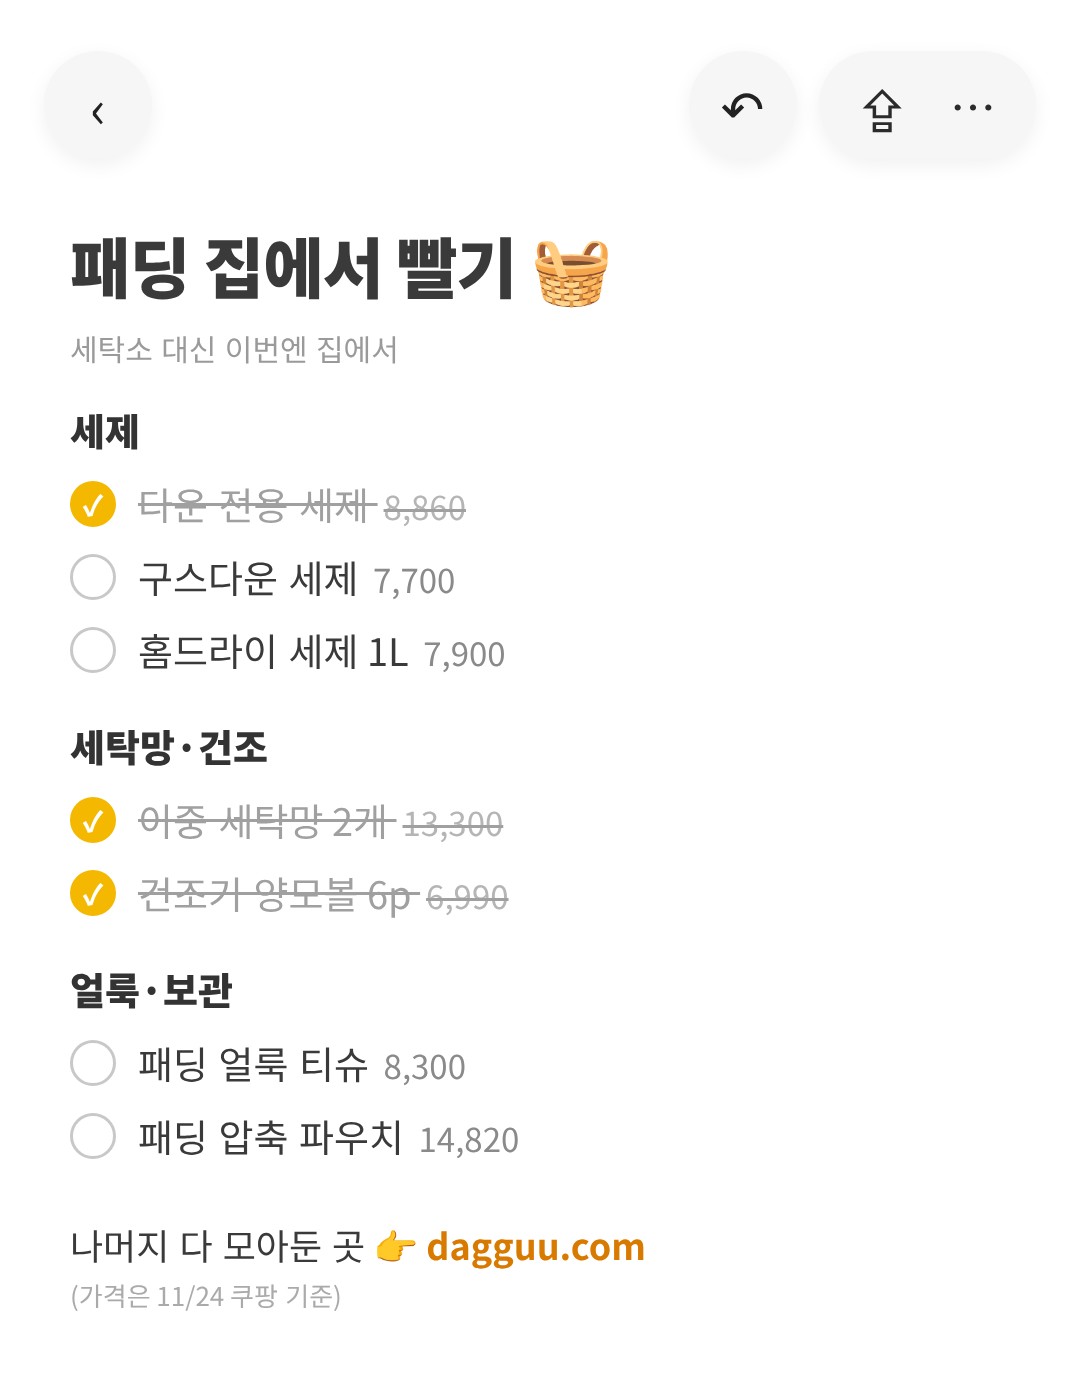 패딩 집에서 빨기 🧺
세탁소 대신 이번엔 집에서
세제
다운 전용 세제 8,860
구스다운 세제 7,700
홈드라이 세제 1L 7,900
세탁망·건조
이중 세탁망 2개 13,300
건조기 양모볼 6p 6,990
얼룩·보관
패딩 얼룩 티슈 8,300
패딩 압축 파우치 14,820
나머지 다 모아둔 곳 👉 dagguu.com
(가격은 11/24 쿠팡 기준)